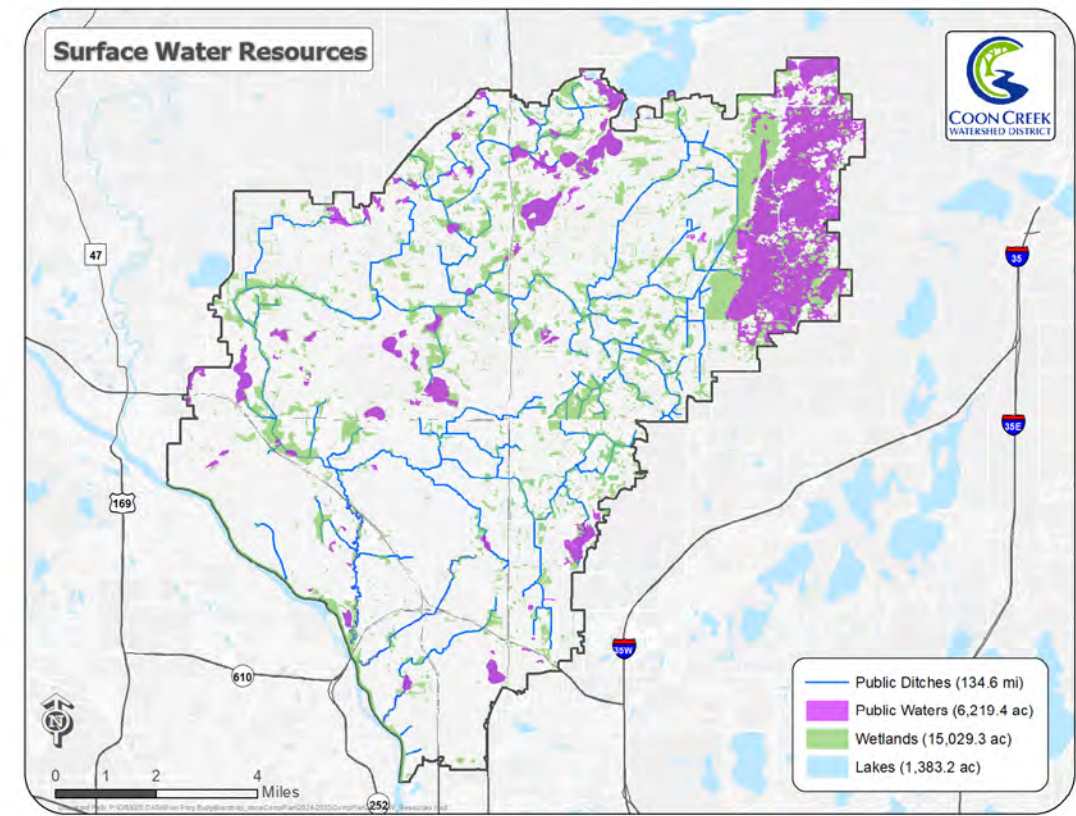 Surface Water Resources
COON CREEK
WATERSHED DISTRICT
47
35
35E
169
35W
610
252
N
0 1 2 4
Miles
Public Ditches (134.6 mi)
Public Waters (6,219.4 ac)
Wetlands (15,029.3 ac)
Lakes (1,383.2 ac)